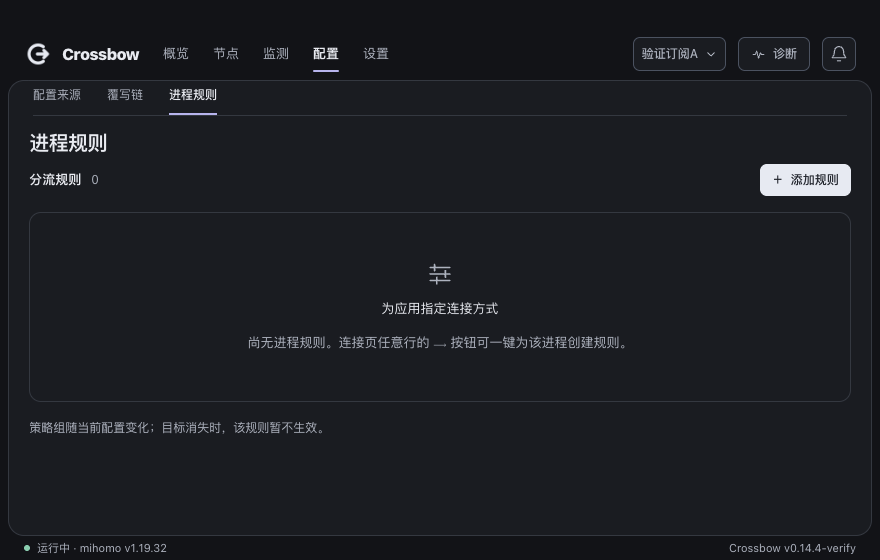 Crossbow 概览 节点 监测 配置 设置 验证订阅A 诊断
配置来源 覆写链 进程规则
进程规则
分流规则 0 + 添加规则
为应用指定连接方式
尚无进程规则。连接页任意行的 → 按钮可一键为该进程创建规则。
策略组随当前配置变化；目标消失时，该规则暂不生效。
运行中 · mihomo v1.19.32 Crossbow v0.14.4-verify